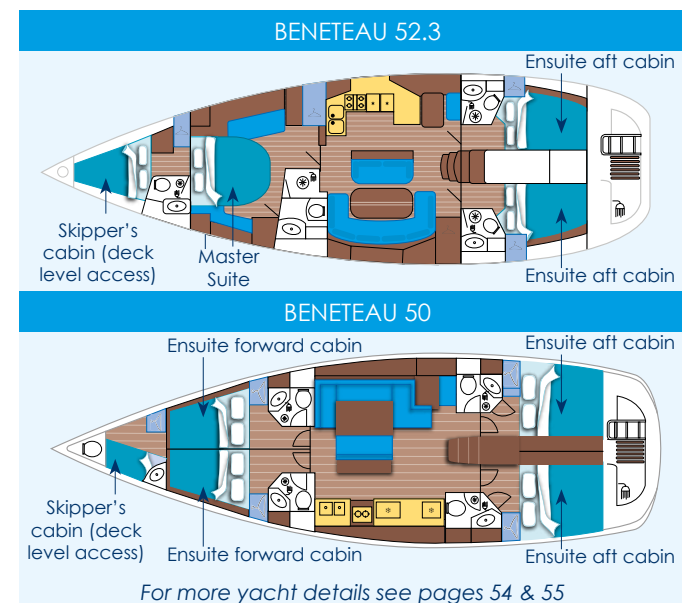 BENETEAU 52.3
Ensuite aft cabin
Skipper's
cabin (deck
level access)
Master
Suite
Ensuite aft cabin
BENETEAU 50
Ensuite forward cabin
Ensuite aft cabin
Skipper's
cabin (deck
level access)
Ensuite forward cabin
Ensuite aft cabin
For more yacht details see pages 54 & 55